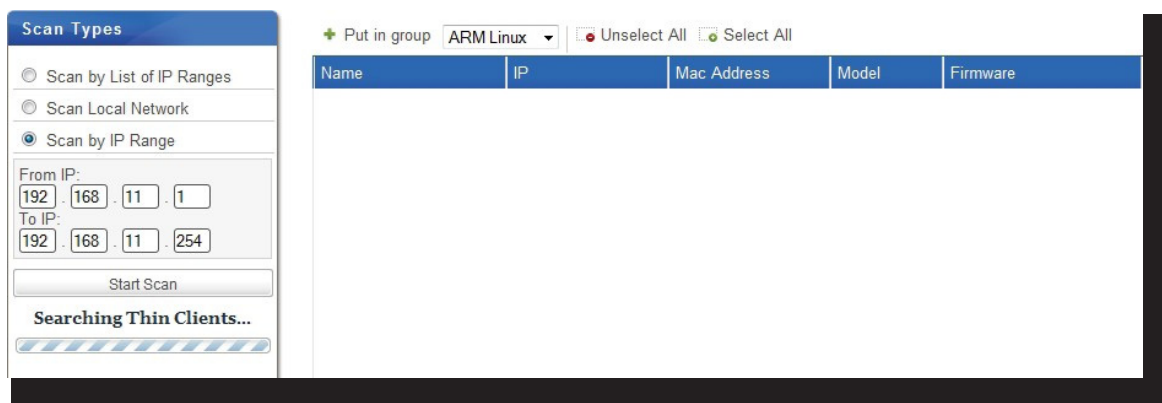 Scan Types
Scan by List of IP Ranges
Scan Local Network
Scan by IP Range
From IP:
192 . 168 . 11 . 1
To IP:
192 . 168 . 11 . 254
Start Scan
Searching Thin Clients...
Put in group ARM Linux Unselect All Select All
Name IP Mac Address Model Firmware